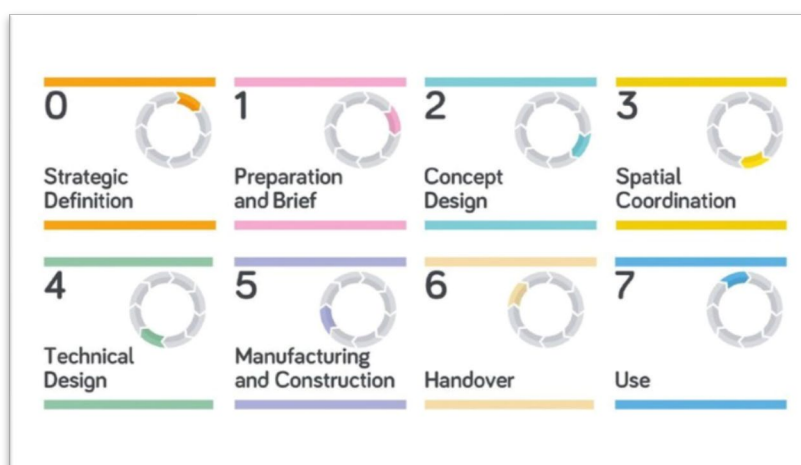 0
Strategic
Definition
1
Preparation
and Brief
2
Concept
Design
3
Spatial
Coordination
4
Technical
Design
5
Manufacturing
and Construction
6
Handover
7
Use